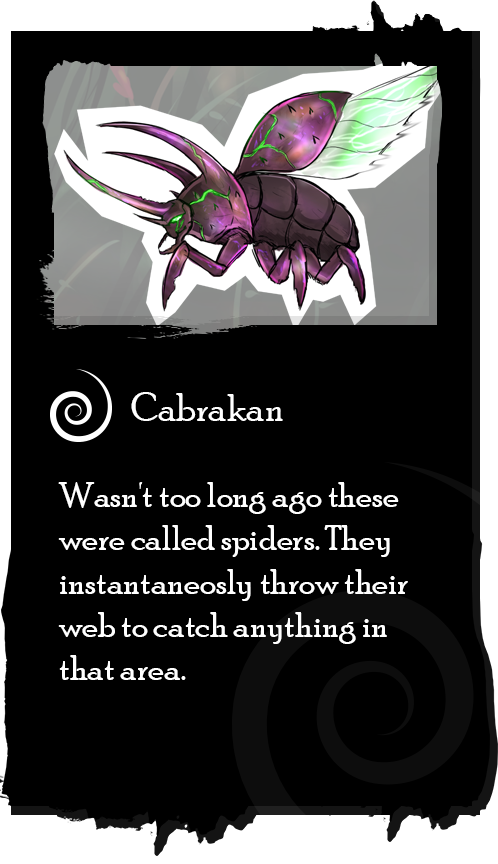 Cabrakan
Wasn't too long ago these
were called spiders. They
instantaneosly throw their
web to catch anything in
that area.